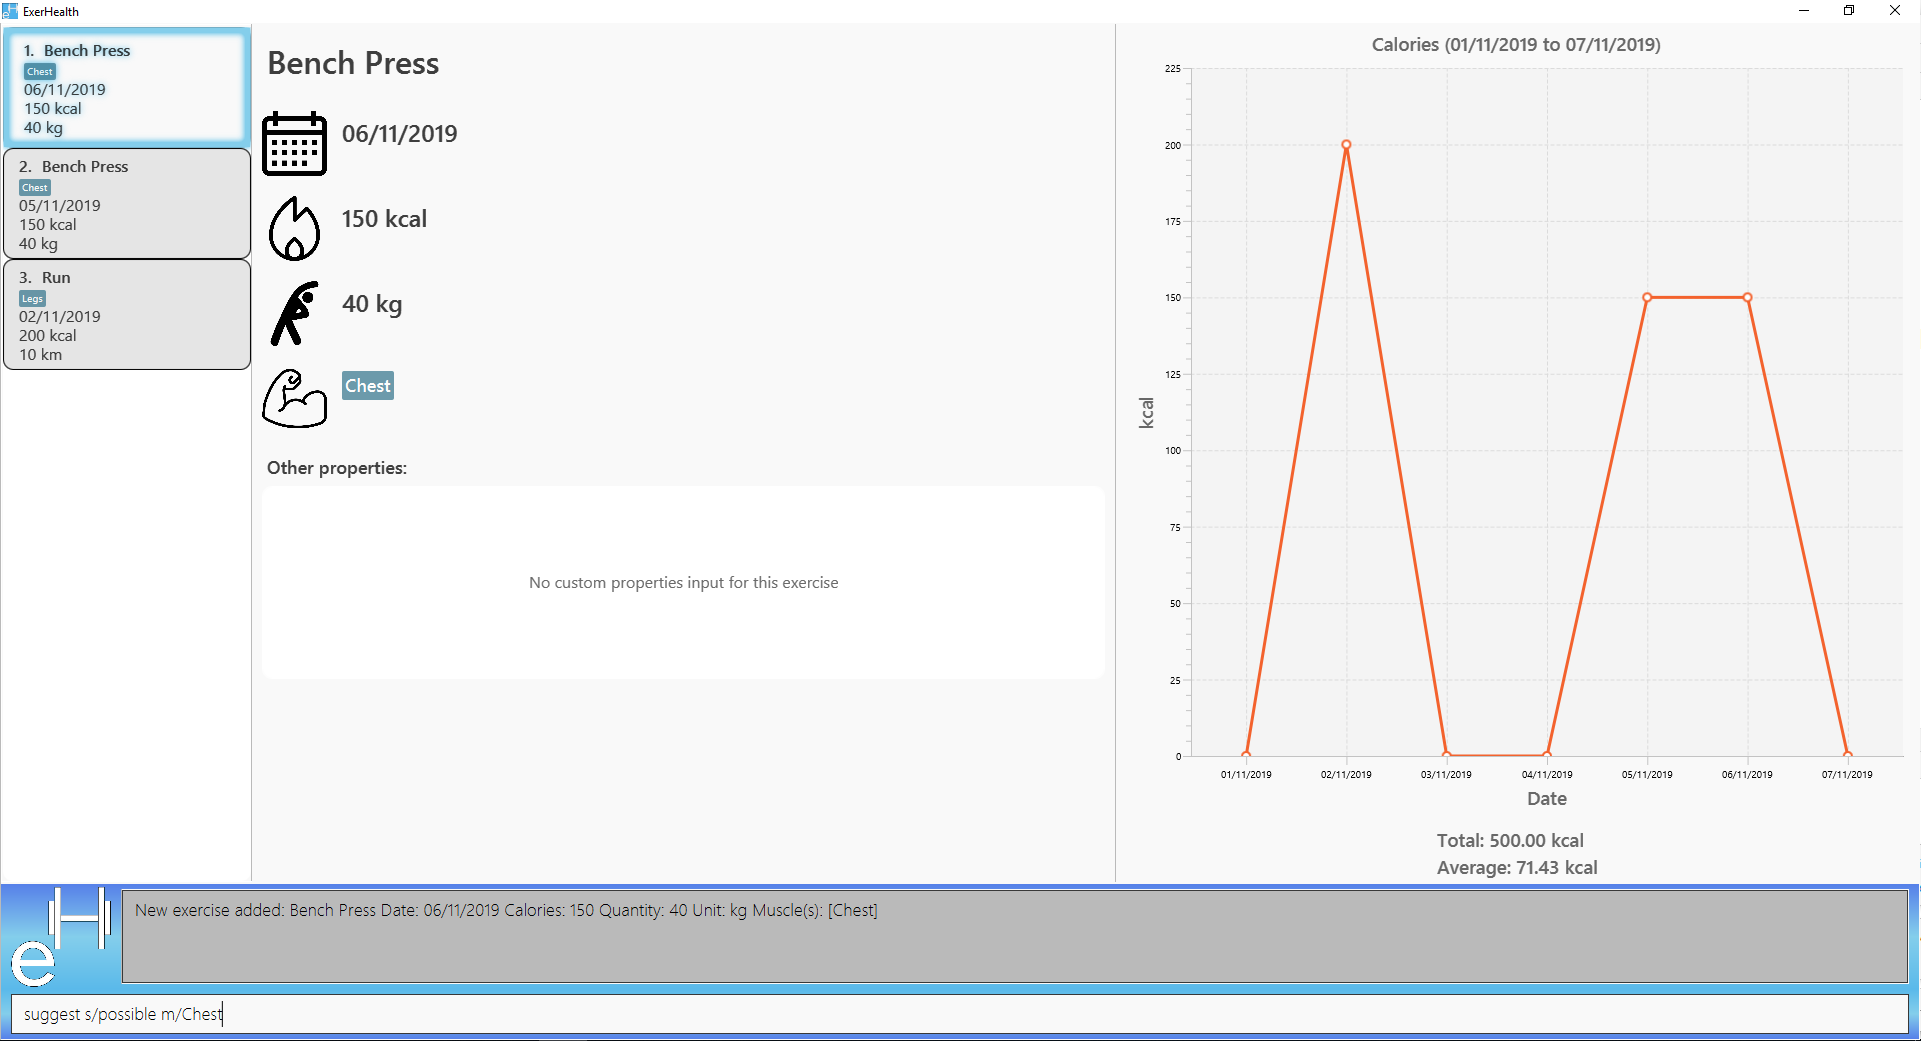 ExerHealth
1. Bench Press
Chest
06/11/2019
150 kcal
40 kg
2. Bench Press
Chest
05/11/2019
150 kcal
40 kg
3. Run
Legs
02/11/2019
200 kcal
10 km
Bench Press
06/11/2019
150 kcal
40 kg
Chest
Other properties:
No custom properties input for this exercise
Calories (01/11/2019 to 07/11/2019)
225
200
175
150
125
100
75
50
25
0
kcal
01/11/2019 02/11/2019 03/11/2019 04/11/2019 05/11/2019 06/11/2019 07/11/2019
Date
Total: 500.00 kcal
Average: 71.43 kcal
eH
New exercise added: Bench Press Date: 06/11/2019 Calories: 150 Quantity: 40 Unit: kg Muscle(s): [Chest]
suggest s/possible m/Chest